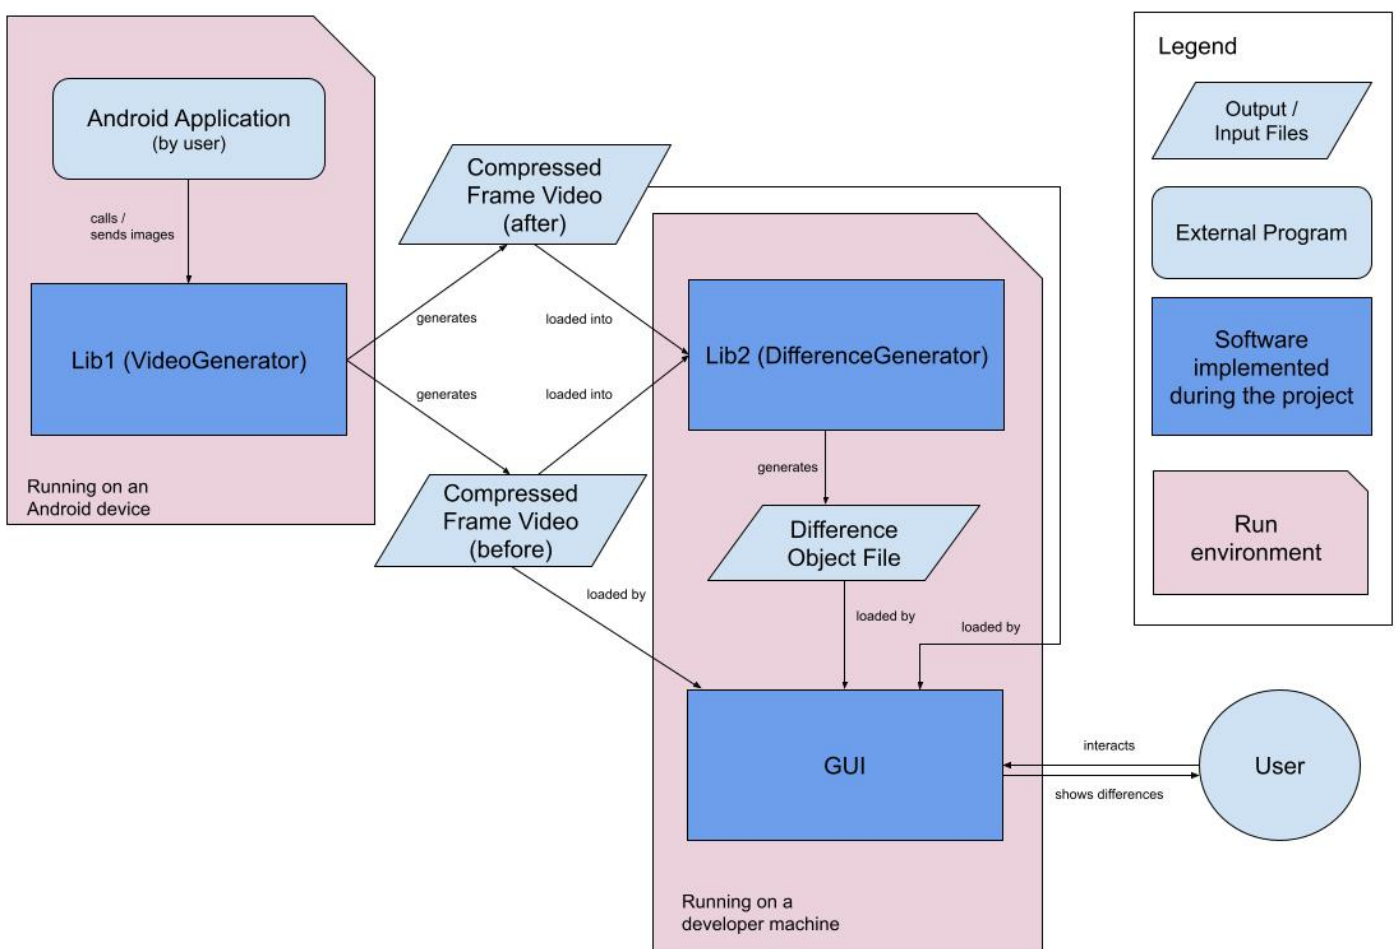 Android Application
(by user)
calls /
sends images
Lib1 (VideoGenerator)
Running on an
Android device
Compressed
Frame Video
(after)
generates
loaded into
generates
loaded into
Compressed
Frame Video
(before)
loaded by
Lib2 (DifferenceGenerator)
generates
Difference
Object File
loaded by
loaded by
GUI
Running on a
developer machine
interacts
shows differences
User
Legend
Output /
Input Files
External Program
Software
implemented
during the project
Run
environment